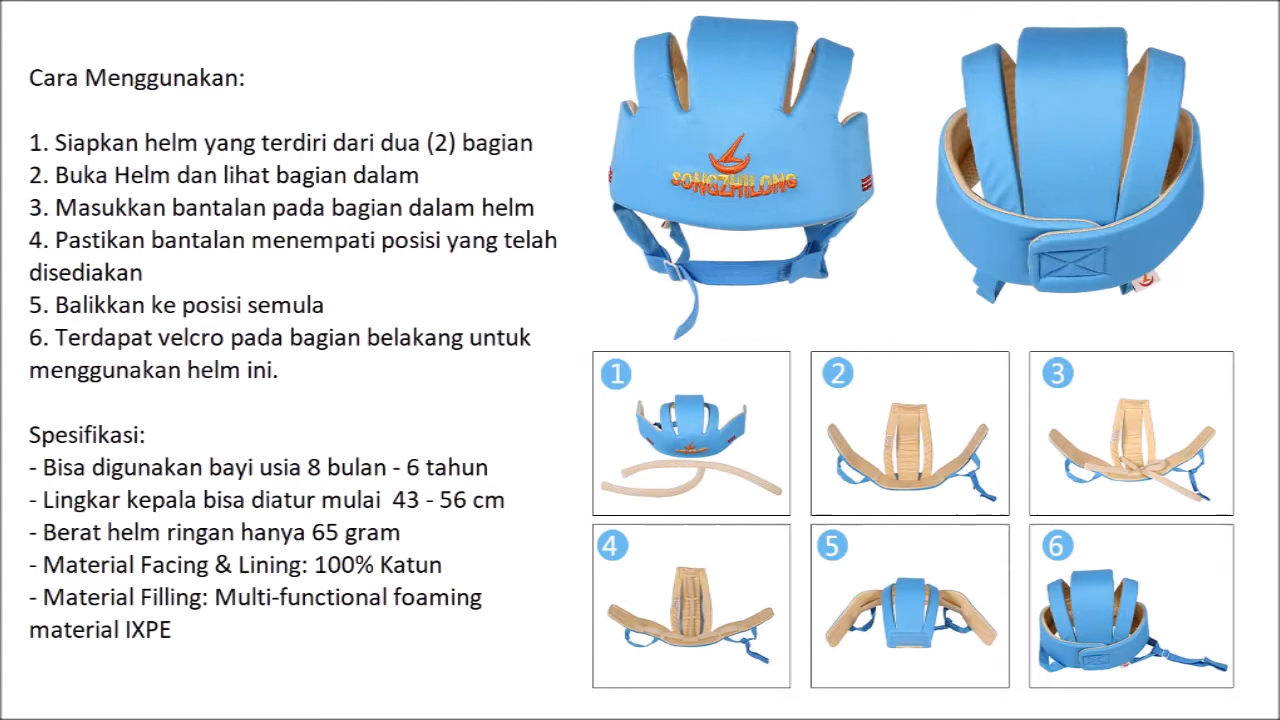 Cara Menggunakan:
1. Siapkan helm yang terdiri dari dua (2) bagian
2. Buka Helm dan lihat bagian dalam
3. Masukkan bantalan pada bagian dalam helm
4. Pastikan bantalan menempati posisi yang telah
disediakan
5. Balikkan ke posisi semula
6. Terdapat velcro pada bagian belakang untuk
menggunakan helm ini.
Spesifikasi:
- Bisa digunakan bayi usia 8 bulan - 6 tahun
- Lingkar kepala bisa diatur mulai  43 - 56 cm
- Berat helm ringan hanya 65 gram
- Material Facing & Lining: 100% Katun
- Material Filling: Multi-functional foaming
material IXPE
SONGZHILONG
1
2
3
4
5
6